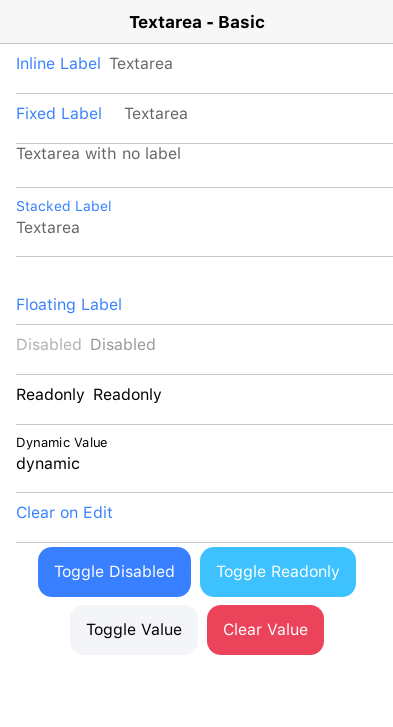 Textarea - Basic
Inline Label Textarea
Fixed Label Textarea
Textarea with no label
Stacked Label
Textarea
Floating Label
Disabled Disabled
Readonly Readonly
Dynamic Value
dynamic
Clear on Edit
Toggle Disabled Toggle Readonly
Toggle Value Clear Value